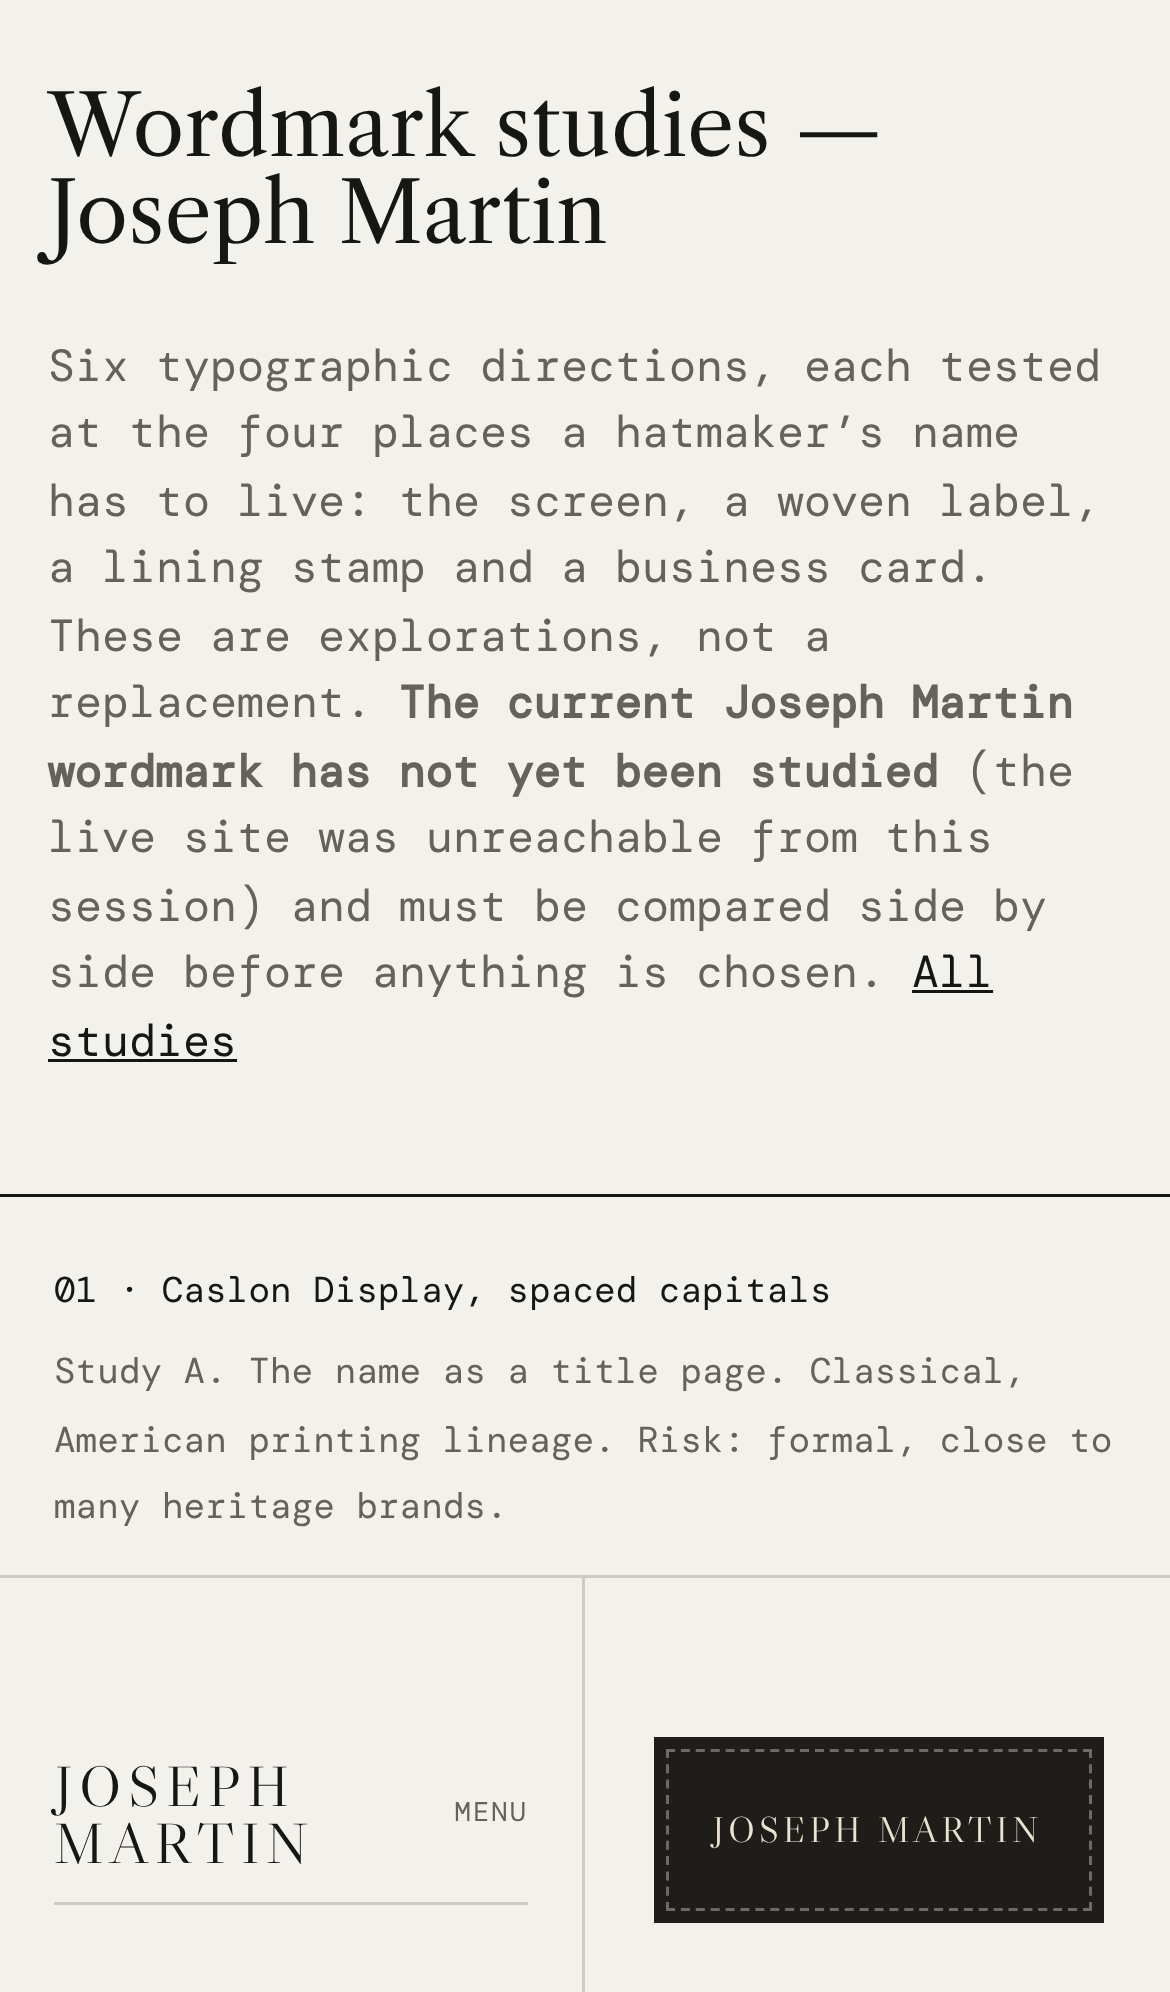 Wordmark studies —
Joseph Martin
Six typographic directions, each tested
at the four places a hatmaker’s name
has to live: the screen, a woven label,
a lining stamp and a business card.
These are explorations, not a
replacement. The current Joseph Martin
wordmark has not yet been studied (the
live site was unreachable from this
session) and must be compared side by
side before anything is chosen. All
studies
01 · Caslon Display, spaced capitals
Study A. The name as a title page. Classical,
American printing lineage. Risk: formal, close to
many heritage brands.
JOSEPH
MARTIN
MENU
JOSEPH MARTIN